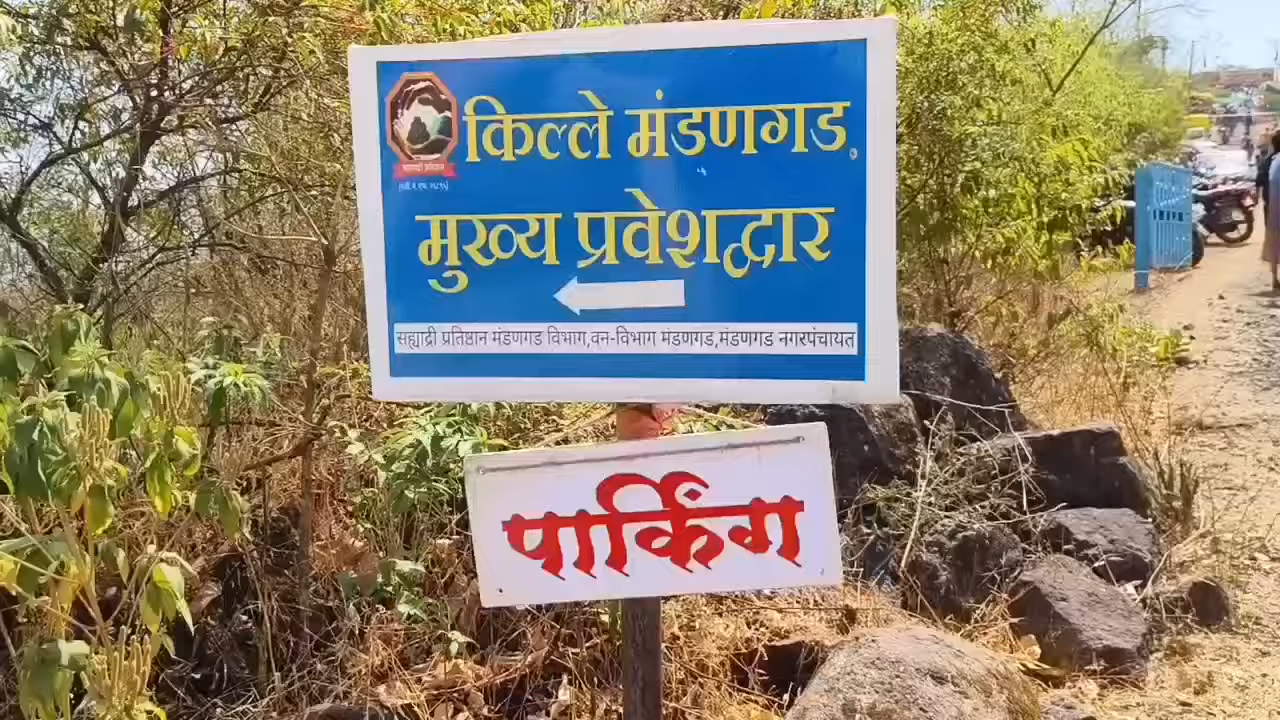 किल्ले मंडणगड
मुख्य प्रवेशद्वार
सह्याद्री प्रतिष्ठान मंडणगड विभाग,वन-विभाग मंडणगड,मंडणगड नगरपंचायत
पार्किंग